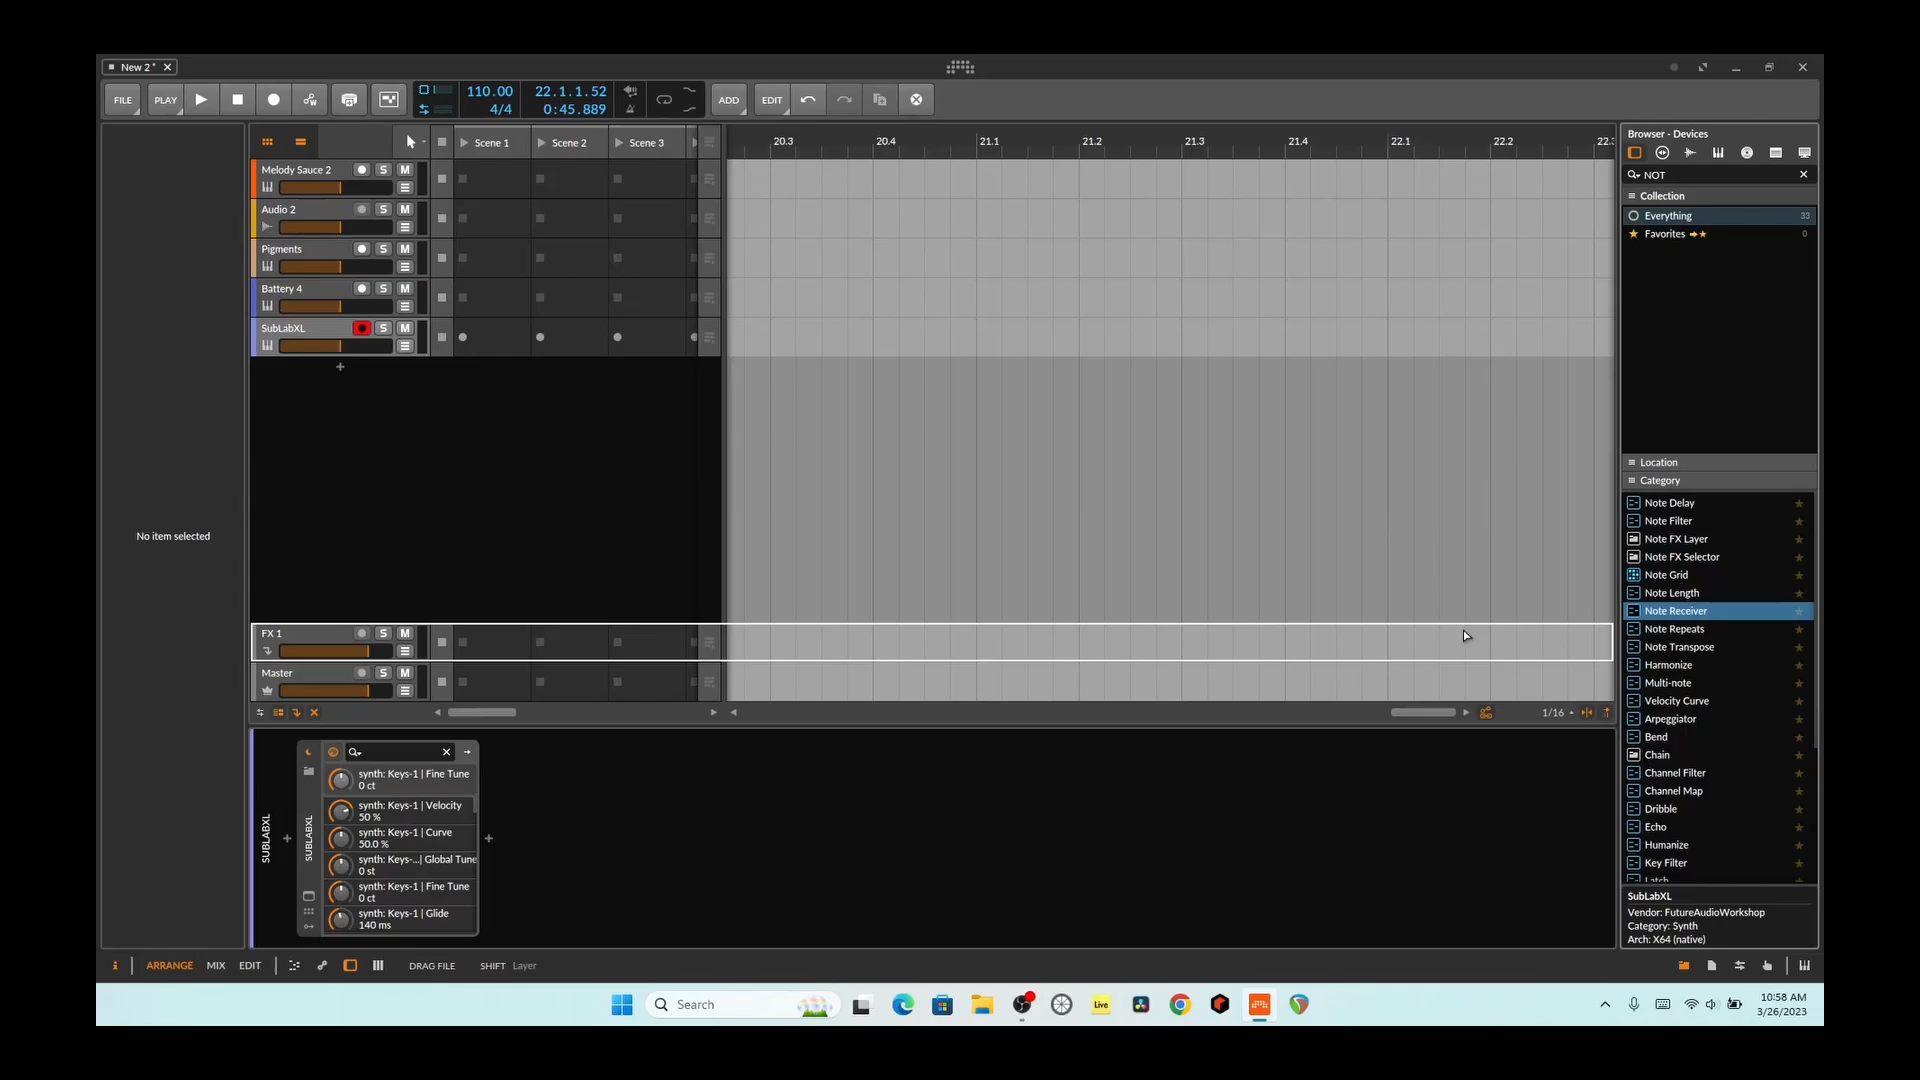 New 2*
FILE
PLAY
110.00
4/4
22.1.1.52
0:45.889
ADD
EDIT
Scene 1
Scene 2
Scene 3
20.3
20.4
21.1
21.2
21.3
21.4
22.1
22.2
Melody Sauce 2
S
M
Audio 2
S
M
Pigments
S
M
Battery 4
S
M
SubLabXL
S
M
No item selected
FX 1
S
M
Master
S
M
1/16
Browser - Devices
NOT
Collection
Everything
33
Favorites
0
Location
Category
Note Delay
Note Filter
Note FX Layer
Note FX Selector
Note Grid
Note Length
Note Receiver
Note Repeats
Note Transpose
Harmonize
Multi-note
Velocity Curve
Arpeggiator
Bend
Chain
Channel Filter
Channel Map
Dribble
Echo
Humanize
Key Filter
Latch
SubLabXL
Vendor: FutureAudioWorkshop
Category: Synth
Arch: X64 (native)
SUBLABXL
SUBLABXL
synth: Keys-1 | Fine Tune
0 ct
synth: Keys-1 | Velocity
50 %
synth: Keys-1 | Curve
50.0 %
synth: Keys-...| Global Tune
0 st
synth: Keys-1 | Fine Tune
0 ct
synth: Keys-1 | Glide
140 ms
i
ARRANGE
MIX
EDIT
DRAG FILE
SHIFT Layer
Search
Live
10:58 AM
3/26/2023